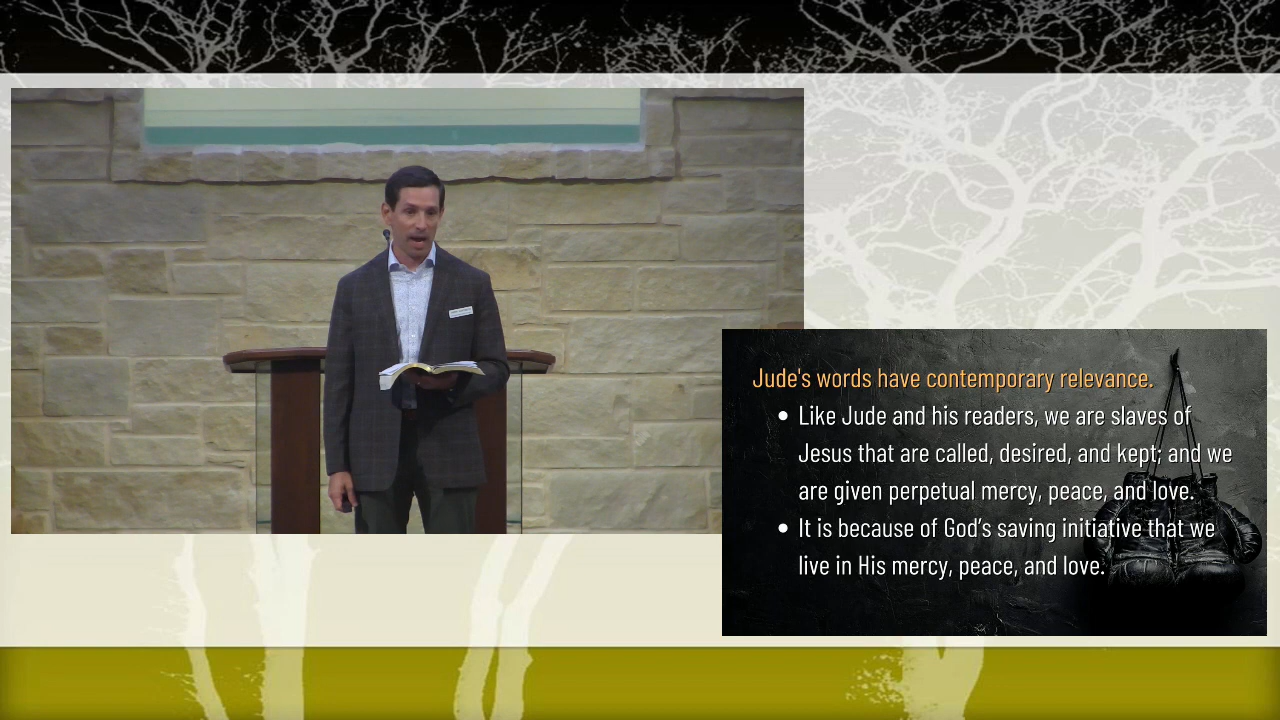 Jude's words have contemporary relevance.
• Like Jude and his readers, we are slaves of
Jesus that are called, desired, and kept; and we
are given perpetual mercy, peace, and love.
• It is because of God’s saving initiative that we
live in His mercy, peace, and love.